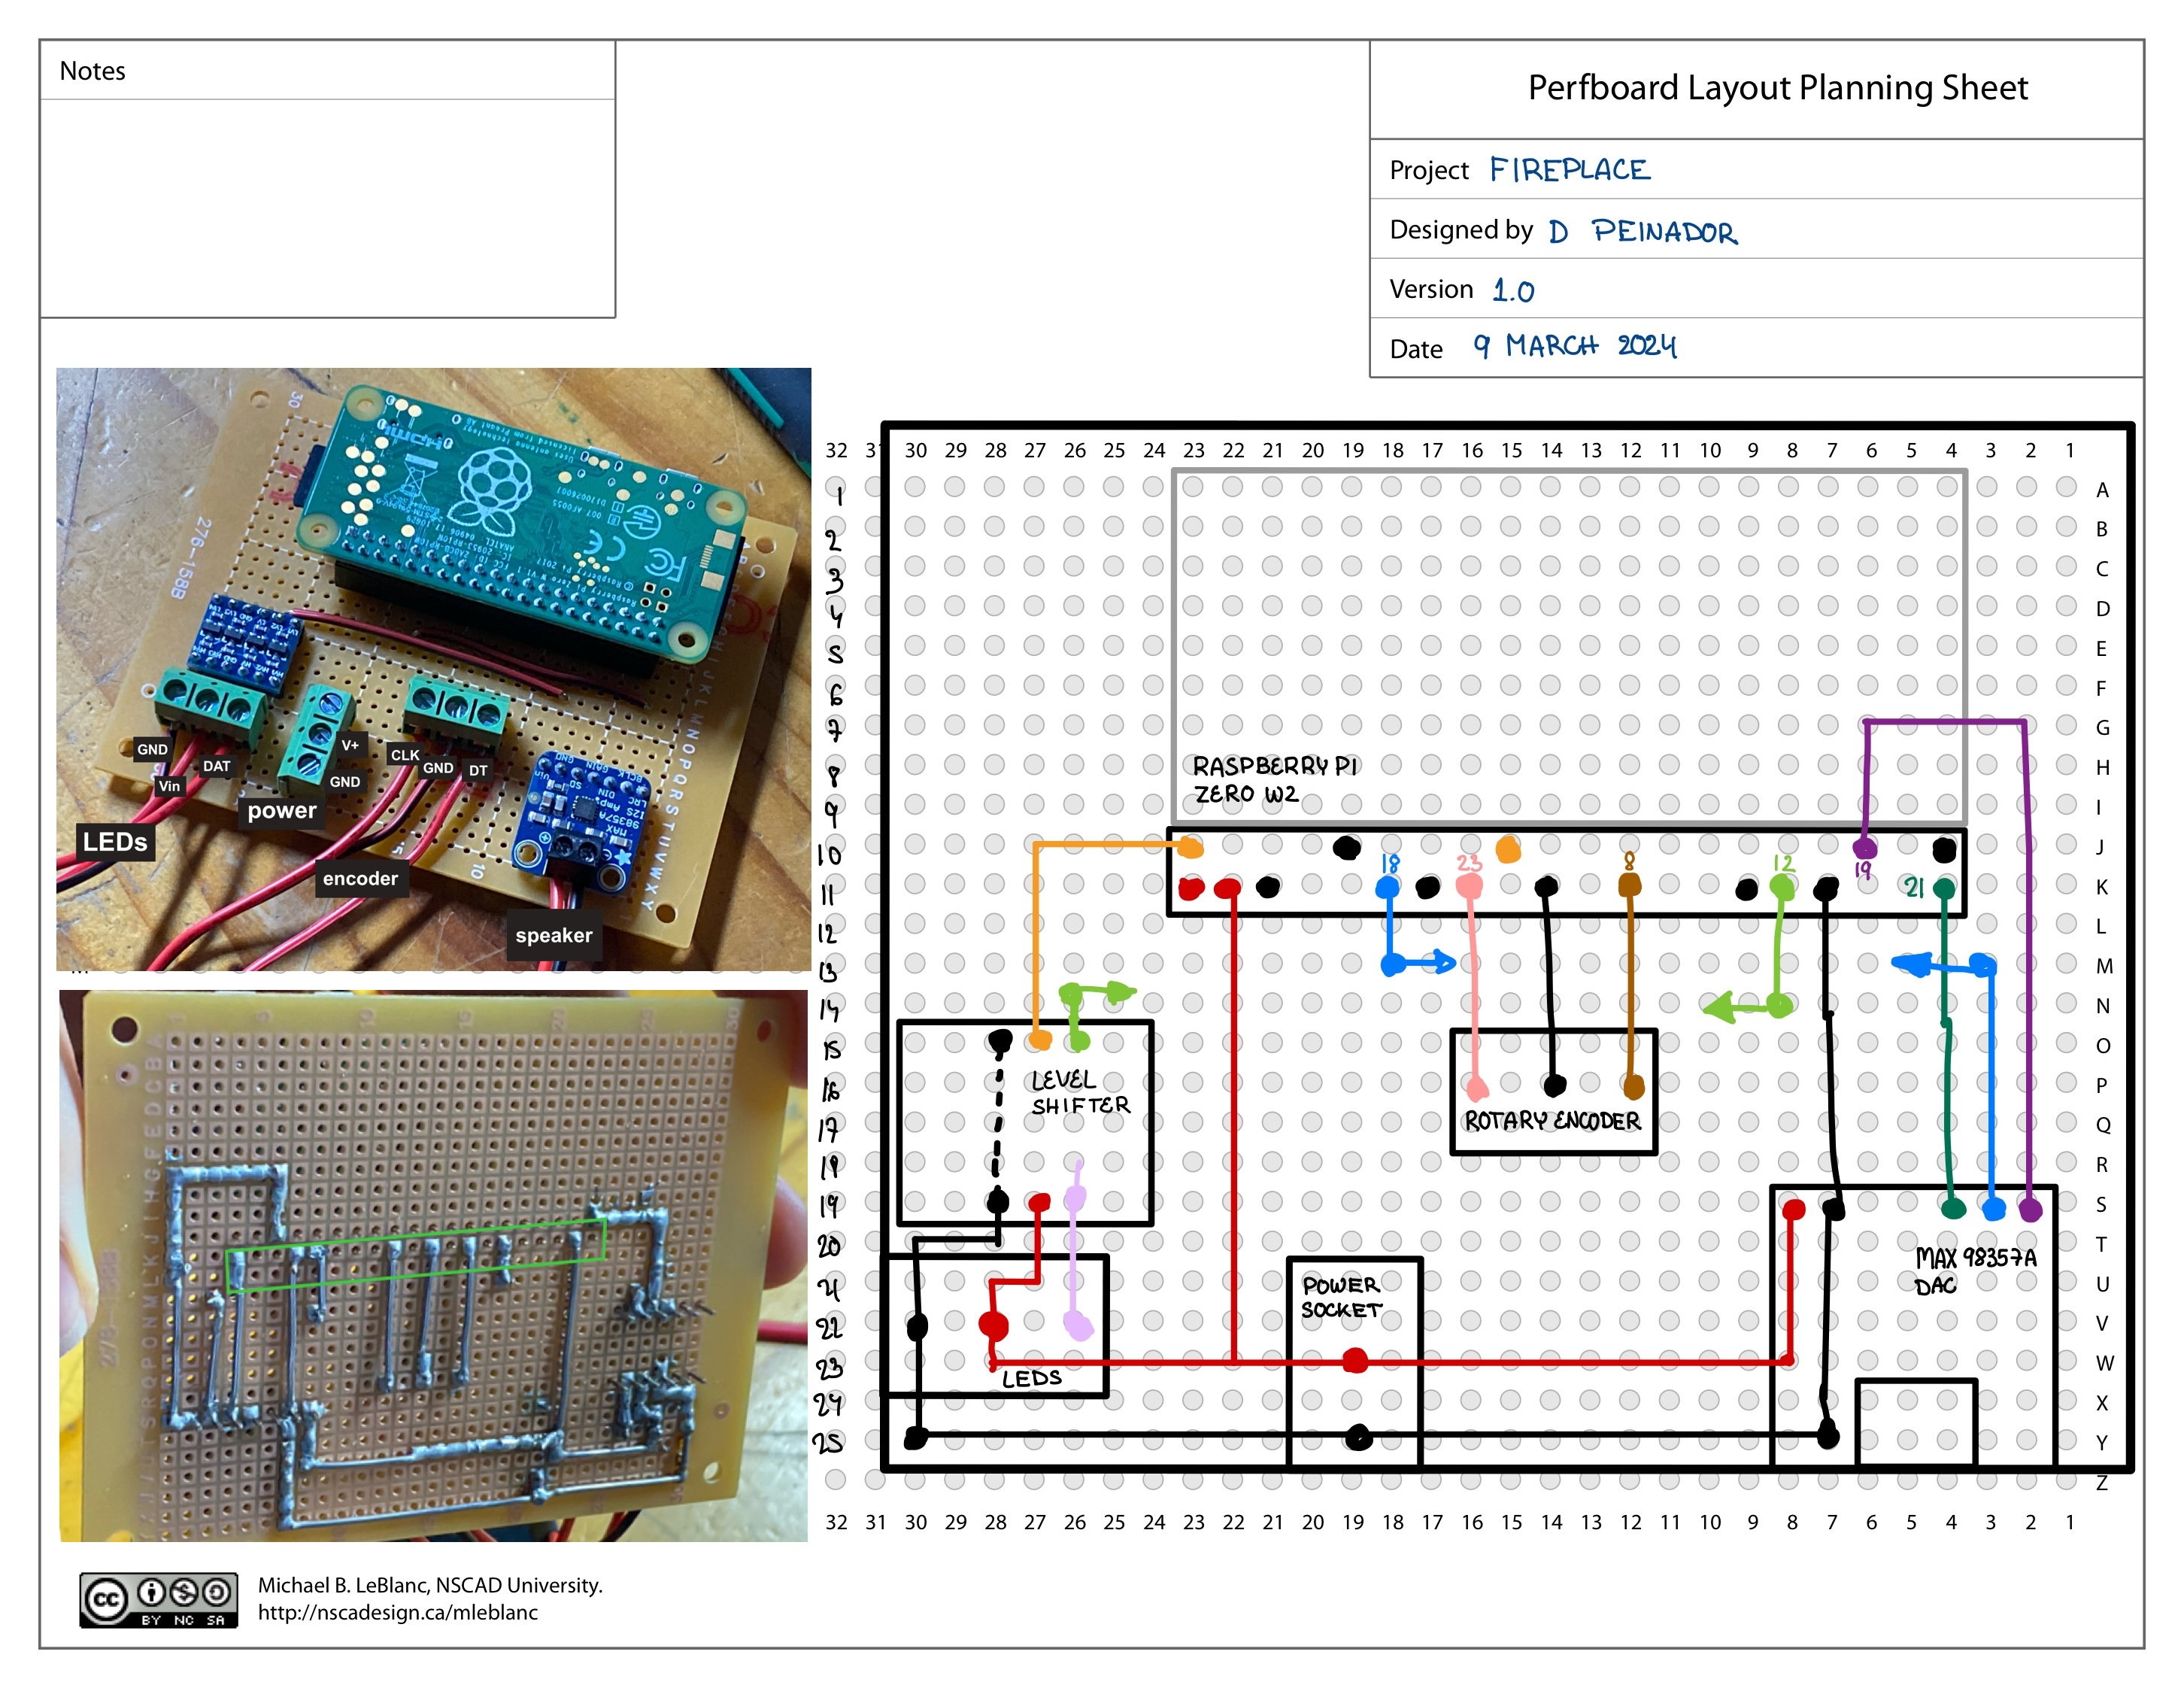 Notes
Perfboard Layout Planning Sheet
Project FIREPLACE
Designed by D PEINADOR
Version 1.0
Date 9 MARCH 2024
30
276-158B
GND
Vin
DAT
V+
GND
CLK
GND
DT
LEDs
power
encoder
speaker
MAX
98357A
32 31 30 29 28 27 26 25 24 23 22 21 20 19 18 17 16 15 14 13 12 11 10 9 8 7 6 5 4 3 2 1
1 A
2 B
3 C
4 D
5 E
6 F
7 G
8 H
9 I
RASPBERRY PI
ZERO W2
10 J
18 23 8 12 19
11 21 K
12 L
13 M
14 N
15 O
16 P
LEVEL
SHIFTER
ROTARY ENCODER
17 Q
18 R
19 S
20 T
MAX 98357A
DAC
21 U
POWER
SOCKET
22 V
23 W
LEDS
24 X
25 Y
Z
32 31 30 29 28 27 26 25 24 23 22 21 20 19 18 17 16 15 14 13 12 11 10 9 8 7 6 5 4 3 2 1
cc BY NC SA
Michael B. LeBlanc, NSCAD University.
http://nscadesign.ca/mleblanc